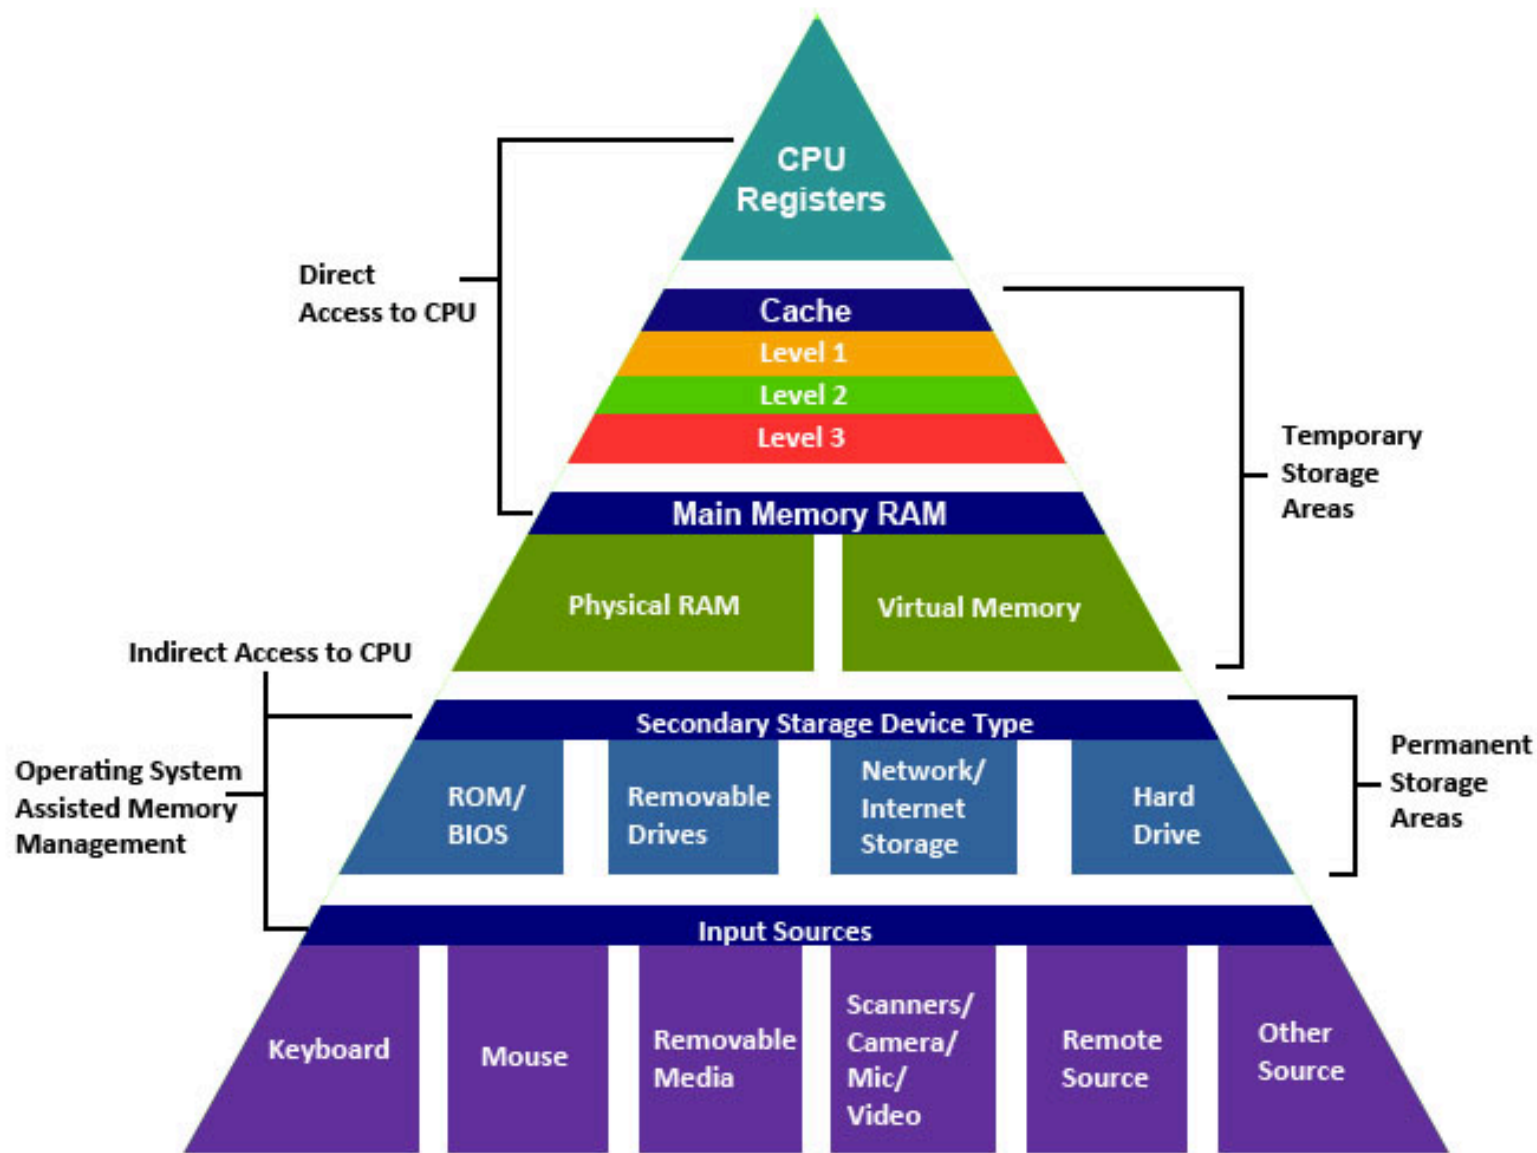 CPU
Registers
Direct
Access to CPU
Cache
Level 1
Level 2
Level 3
Temporary
Storage
Areas
Main Memory RAM
Physical RAM
Virtual Memory
Indirect Access to CPU
Secondary Starage Device Type
Operating System
Assisted Memory
Management
ROM/
BIOS
Removable
Drives
Network/
Internet
Storage
Hard
Drive
Permanent
Storage
Areas
Input Sources
Keyboard
Mouse
Removable
Media
Scanners/
Camera/
Mic/
Video
Remote
Source
Other
Source